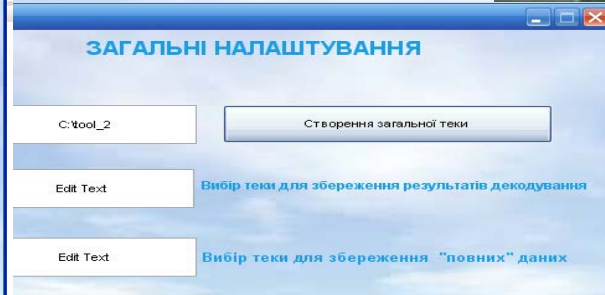 ЗАГАЛЬНІ НАЛАШТУВАННЯ
C:\tool_2
Створення загальної теки
Edit Text
Вибір теки для збереження результатів декодування
Edit Text
Вибір теки для збереження "повних" даних